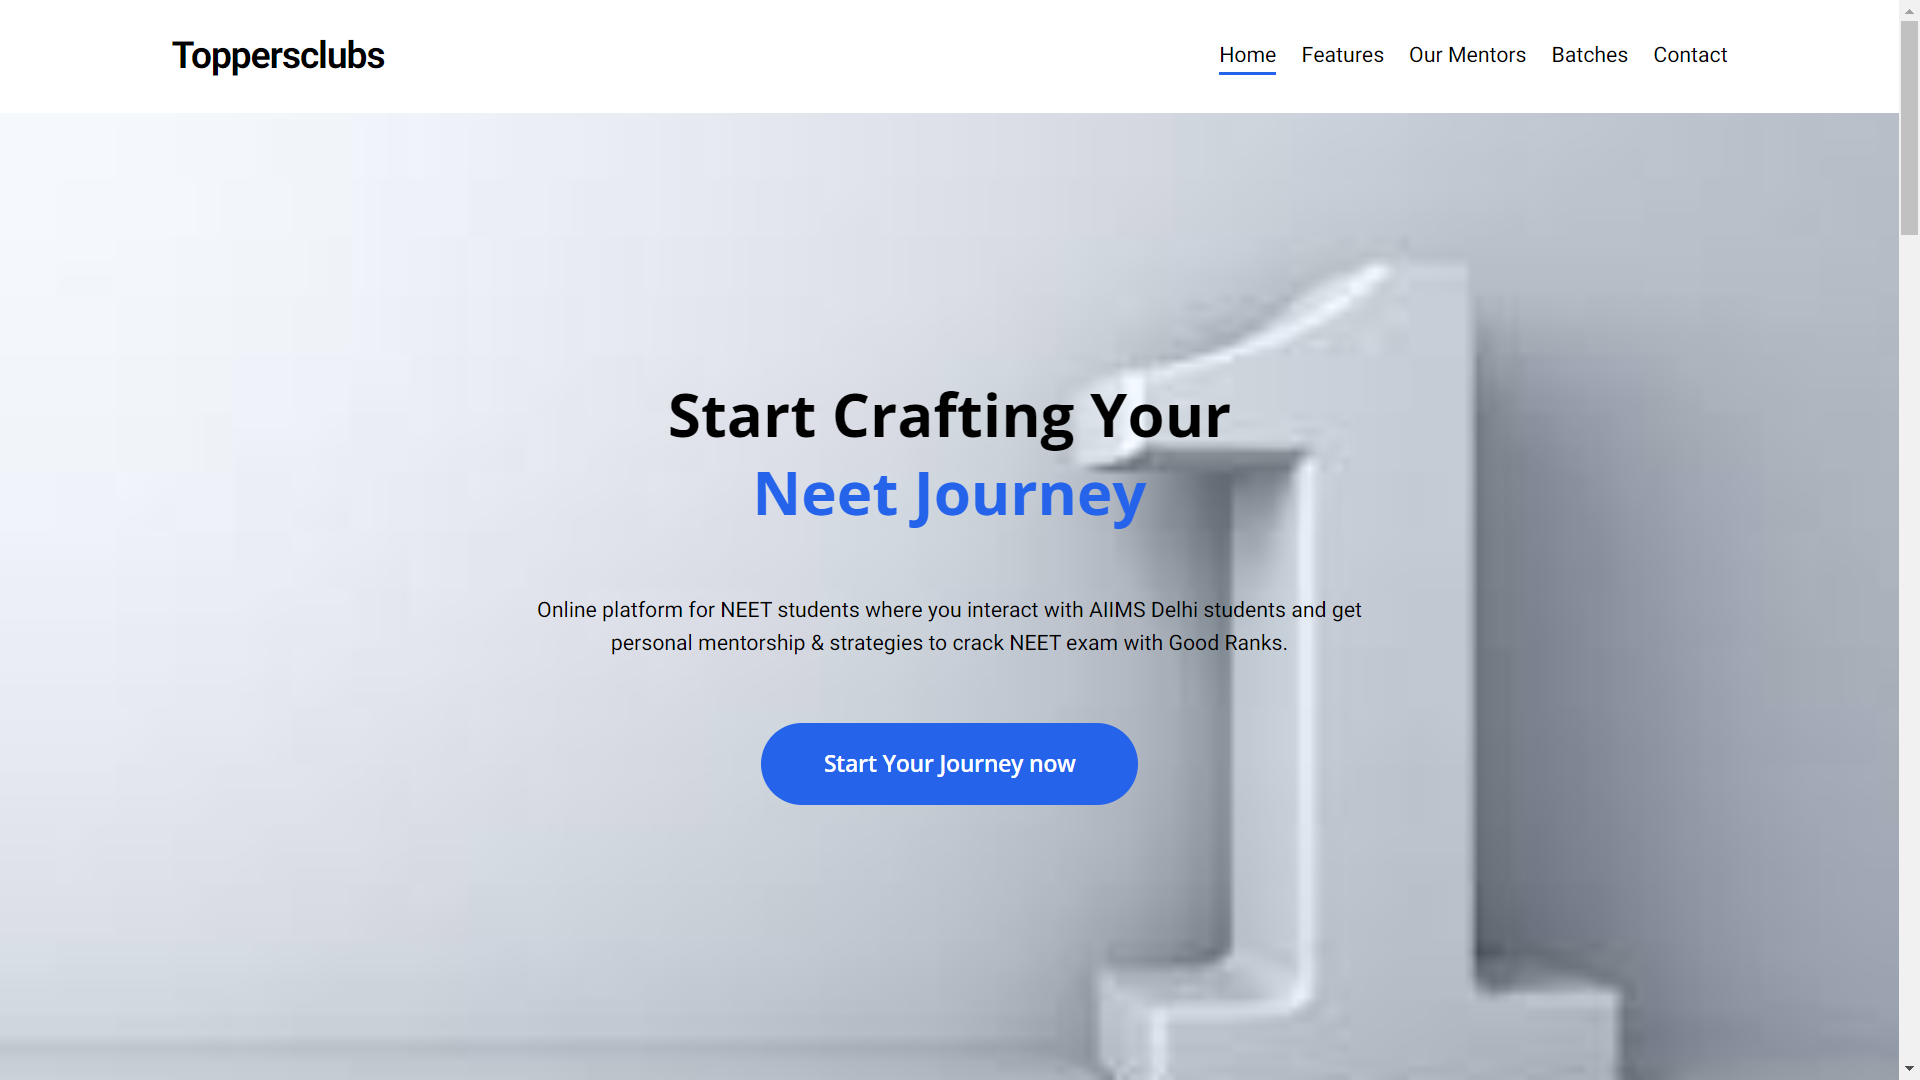 Toppersclubs
Home Features Our Mentors Batches Contact
Start Crafting Your
Neet Journey
Online platform for NEET students where you interact with AIIMS Delhi students and get
personal mentorship & strategies to crack NEET exam with Good Ranks.
Start Your Journey now
1